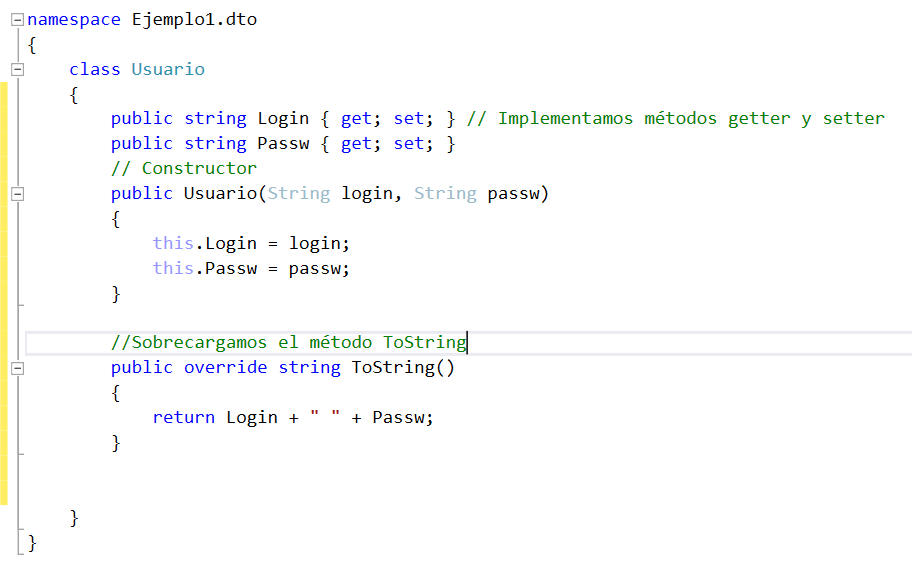 namespace Ejemplo1.dto
{
    class Usuario
    {
        public string Login { get; set; } // Implementamos métodos getter y setter
        public string Passw { get; set; }
        // Constructor
        public Usuario(String login, String passw)
        {
            this.Login = login;
            this.Passw = passw;
        }

        //Sobrecargamos el método ToString
        public override string ToString()
        {
            return Login + " " + Passw;
        }

    }
}